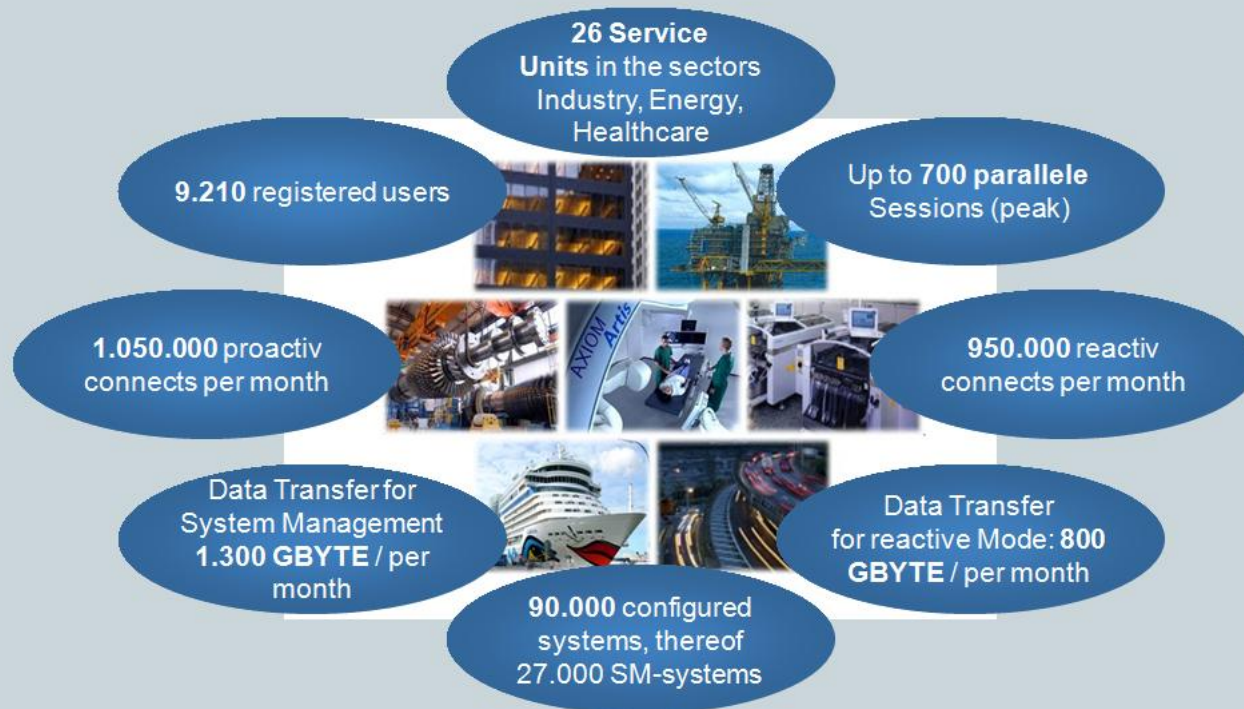 26 Service
Units in the sectors
Industry, Energy,
Healthcare
9.210 registered users
Up to 700 parallele
Sessions (peak)
1.050.000 proactiv
connects per month
AXIOM
Artis
950.000 reactiv
connects per month
Data Transfer for
System Management
1.300 GBYTE / per
month
Data Transfer
for reactive Mode: 800
GBYTE / per month
90.000 configured
systems, thereof
27.000 SM-systems